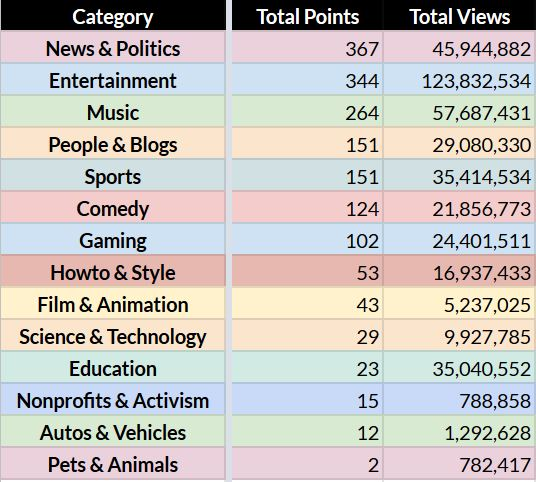 Category Total Points Total Views
News & Politics 367 45,944,882
Entertainment 344 123,832,534
Music 264 57,687,431
People & Blogs 151 29,080,330
Sports 151 35,414,534
Comedy 124 21,856,773
Gaming 102 24,401,511
Howto & Style 53 16,937,433
Film & Animation 43 5,237,025
Science & Technology 29 9,927,785
Education 23 35,040,552
Nonprofits & Activism 15 788,858
Autos & Vehicles 12 1,292,628
Pets & Animals 2 782,417